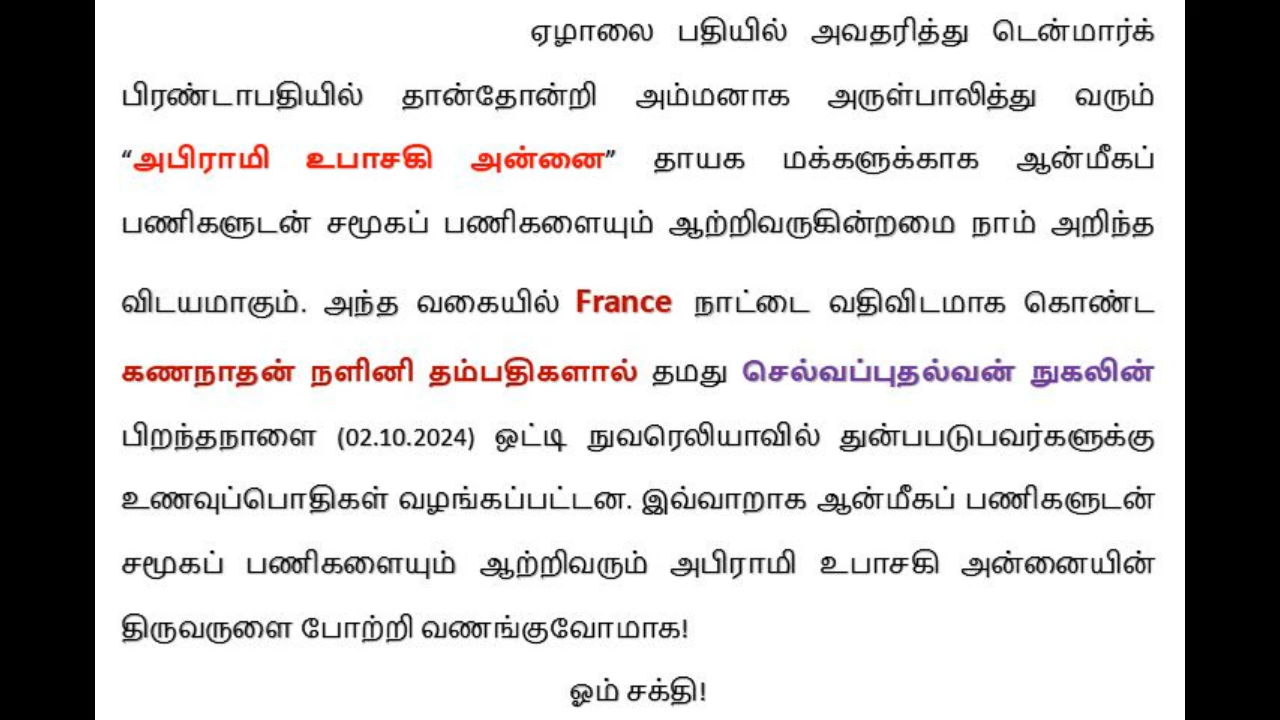 ஏழாலை பதியில் அவதரித்து டென்மார்க்
பிரண்டாபதியில் தான்தோன்றி அம்மனாக அருள்பாலித்து வரும்
“அபிராமி உபாசகி அன்னை” தாயக மக்களுக்காக ஆன்மீகப்
பணிகளுடன் சமூகப் பணிகளையும் ஆற்றிவருகின்றமை நாம் அறிந்த
விடயமாகும். அந்த வகையில் France நாட்டை வதிவிடமாக கொண்ட
கணநாதன் நளினி தம்பதிகளால் தமது செல்வப்புதல்வன் நுகலின்
பிறந்தநாளை (02.10.2024) ஒட்டி நுவரெலியாவில் துன்பபடுபவர்களுக்கு
உணவுப்பொதிகள் வழங்கப்பட்டன. இவ்வாறாக ஆன்மீகப் பணிகளுடன்
சமூகப் பணிகளையும் ஆற்றிவரும் அபிராமி உபாசகி அன்னையின்
திருவருளை போற்றி வணங்குவோமாக!
ஓம் சக்தி!